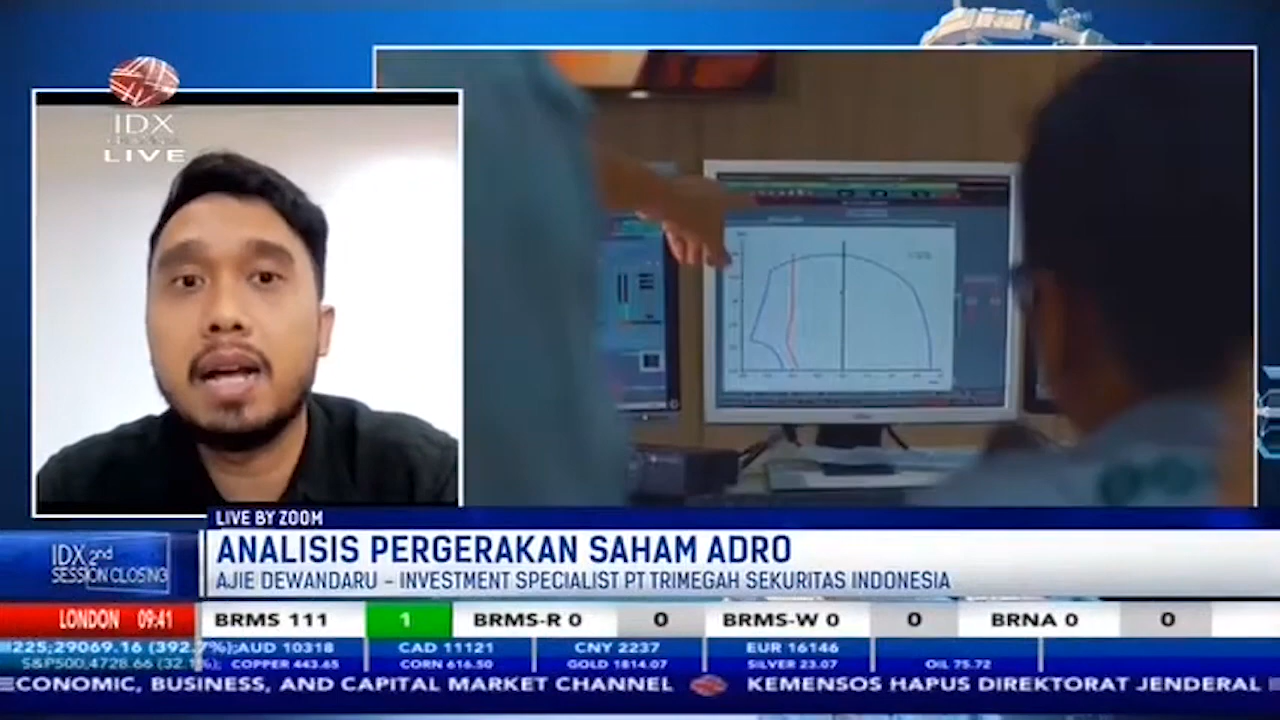 IDX
LIVE
LIVE BY ZOOM
IDX 2nd
SESSION CLOSING
ANALISIS PERGERAKAN SAHAM ADRO
AJIE DEWANDARU – INVESTMENT SPECIALIST PT TRIMEGAH SEKURITAS INDONESIA
LONDON 09:41
BRMS 111 1 BRMS-R 0 0 BRMS-W 0 0 BRNA 0 0
225;29069.16 (392.7%);AUD 10318 CAD 11121 CNY 2237 EUR 16146
S&P500,4728.66 (32.1%); COPPER 443.65 CORN 616.50 GOLD 1814.07 SILVER 23.07 OIL 75.72
ECONOMIC, BUSINESS, AND CAPITAL MARKET CHANNEL KEMENSOS HAPUS DIREKTORAT JENDERAL